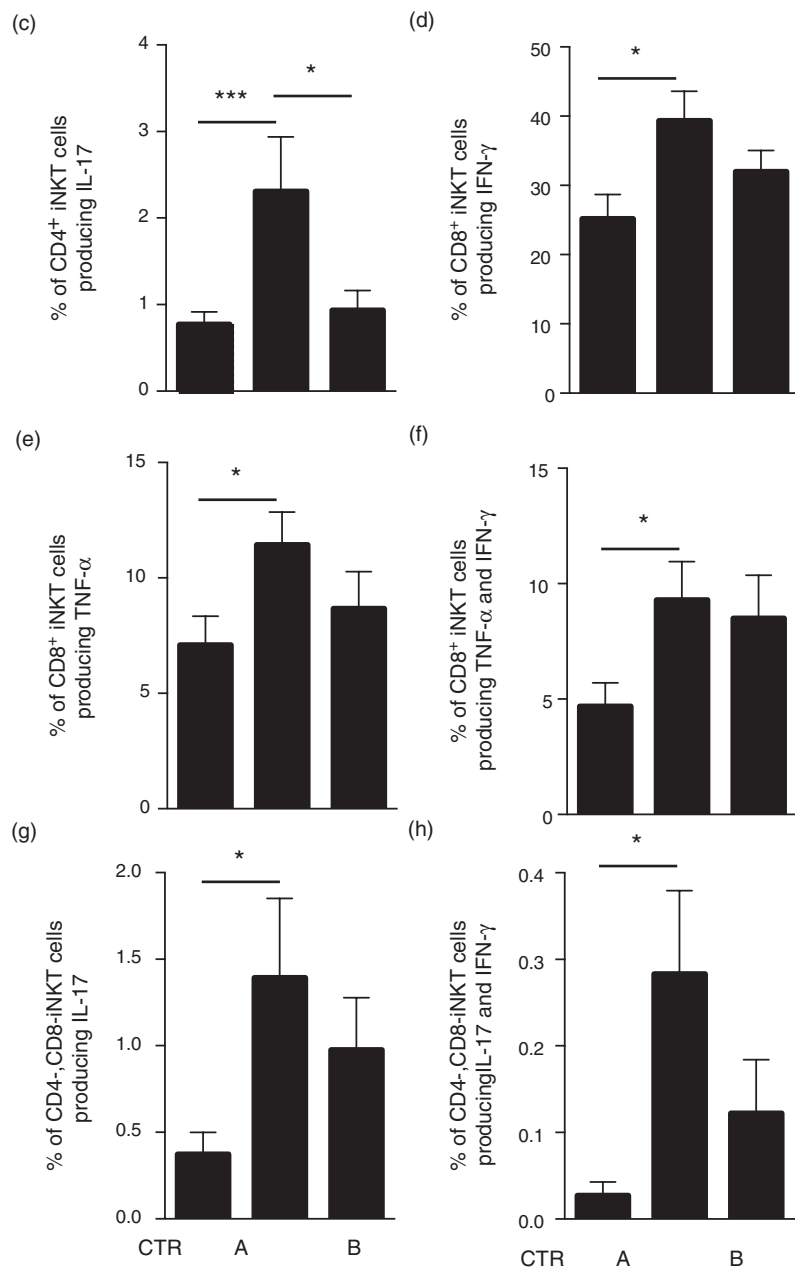 (c)
% of CD4+ iNKT cells
producing IL-17
4
3
2
1
0
***
*
(d)
% of CD8+ iNKT cells
producing IFN-γ
50
40
30
20
10
0
*
(e)
% of CD8+ iNKT cells
producing TNF-α
15
10
5
0
*
(f)
% of CD8+ iNKT cells
producing TNF-α and IFN-γ
15
10
5
0
*
(g)
% of CD4-,CD8-iNKT cells
producing IL-17
2.0
1.5
1.0
0.5
0.0
*
CTR A B
(h)
% of CD4-,CD8-iNKT cells
producingIL-17 and IFN-γ
0.4
0.3
0.2
0.1
0.0
*
CTR A B